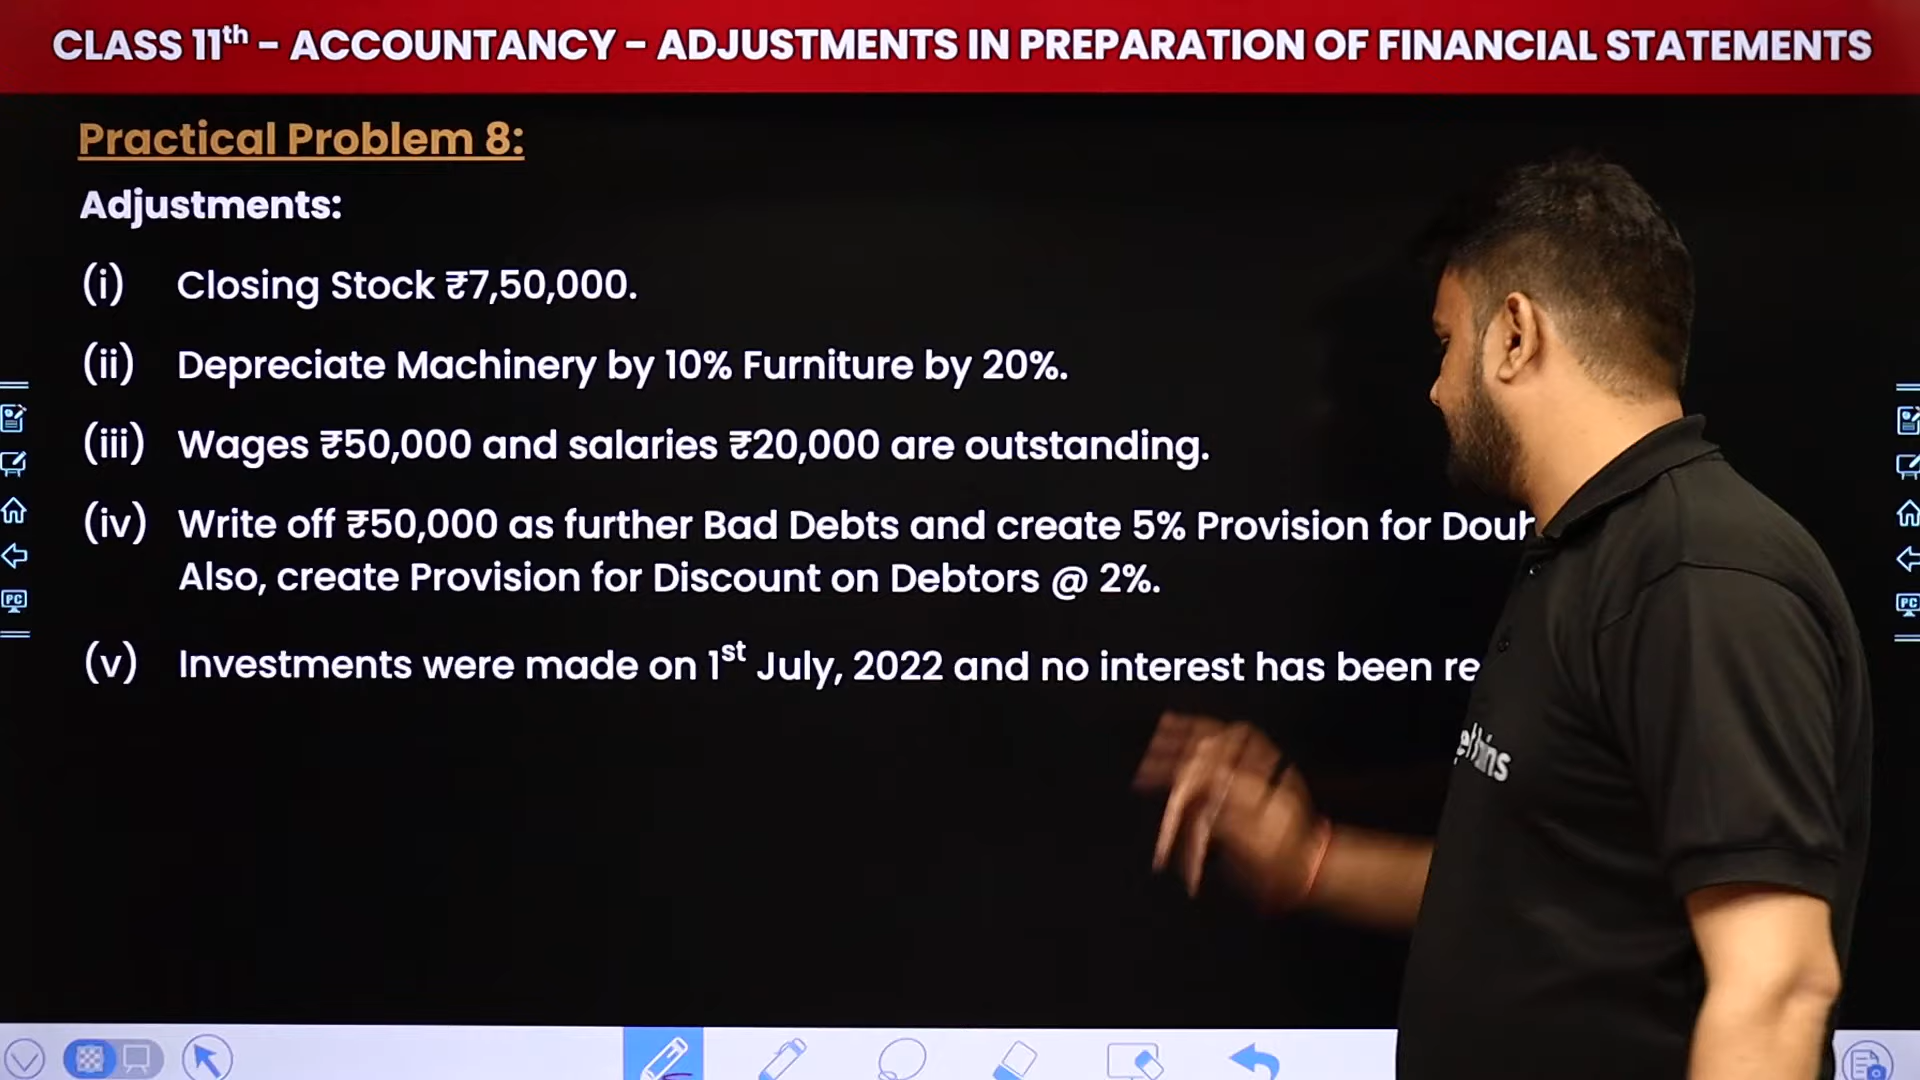 CLASS 11th – ACCOUNTANCY – ADJUSTMENTS IN PREPARATION OF FINANCIAL STATEMENTS
Practical Problem 8:
Adjustments:
(i) Closing Stock ₹7,50,000.
(ii) Depreciate Machinery by 10% Furniture by 20%.
(iii) Wages ₹50,000 and salaries ₹20,000 are outstanding.
(iv) Write off ₹50,000 as further Bad Debts and create 5% Provision for
Also, create Provision for Discount on Debtors @ 2%.
(v) Investments were made on 1st July, 2022 and no interest has been
PC
PC